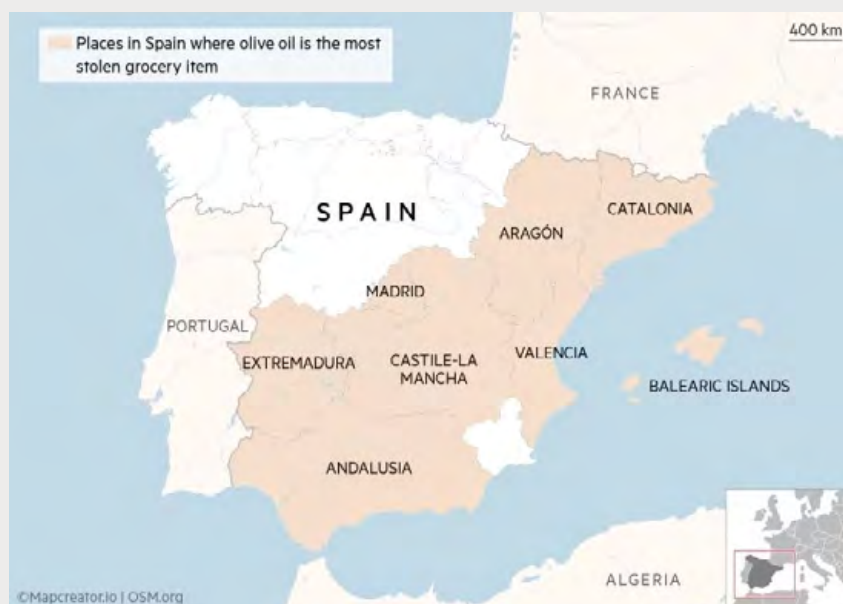 Places in Spain where olive oil is the most
stolen grocery item
400 km
FRANCE
SPAIN
CATALONIA
ARAGÓN
MADRID
PORTUGAL
EXTREMADURA
CASTILE-LA
MANCHA
VALENCIA
BALEARIC ISLANDS
ANDALUSIA
ALGERIA
©Mapcreator.io | OSM.org